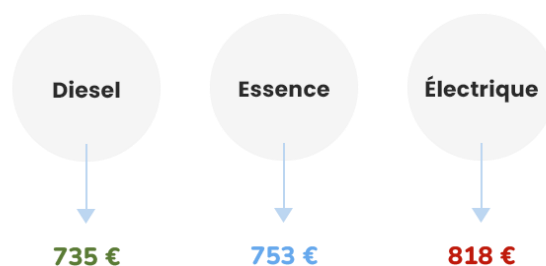 Diesel
Essence
Électrique
735 €
753 €
818 €